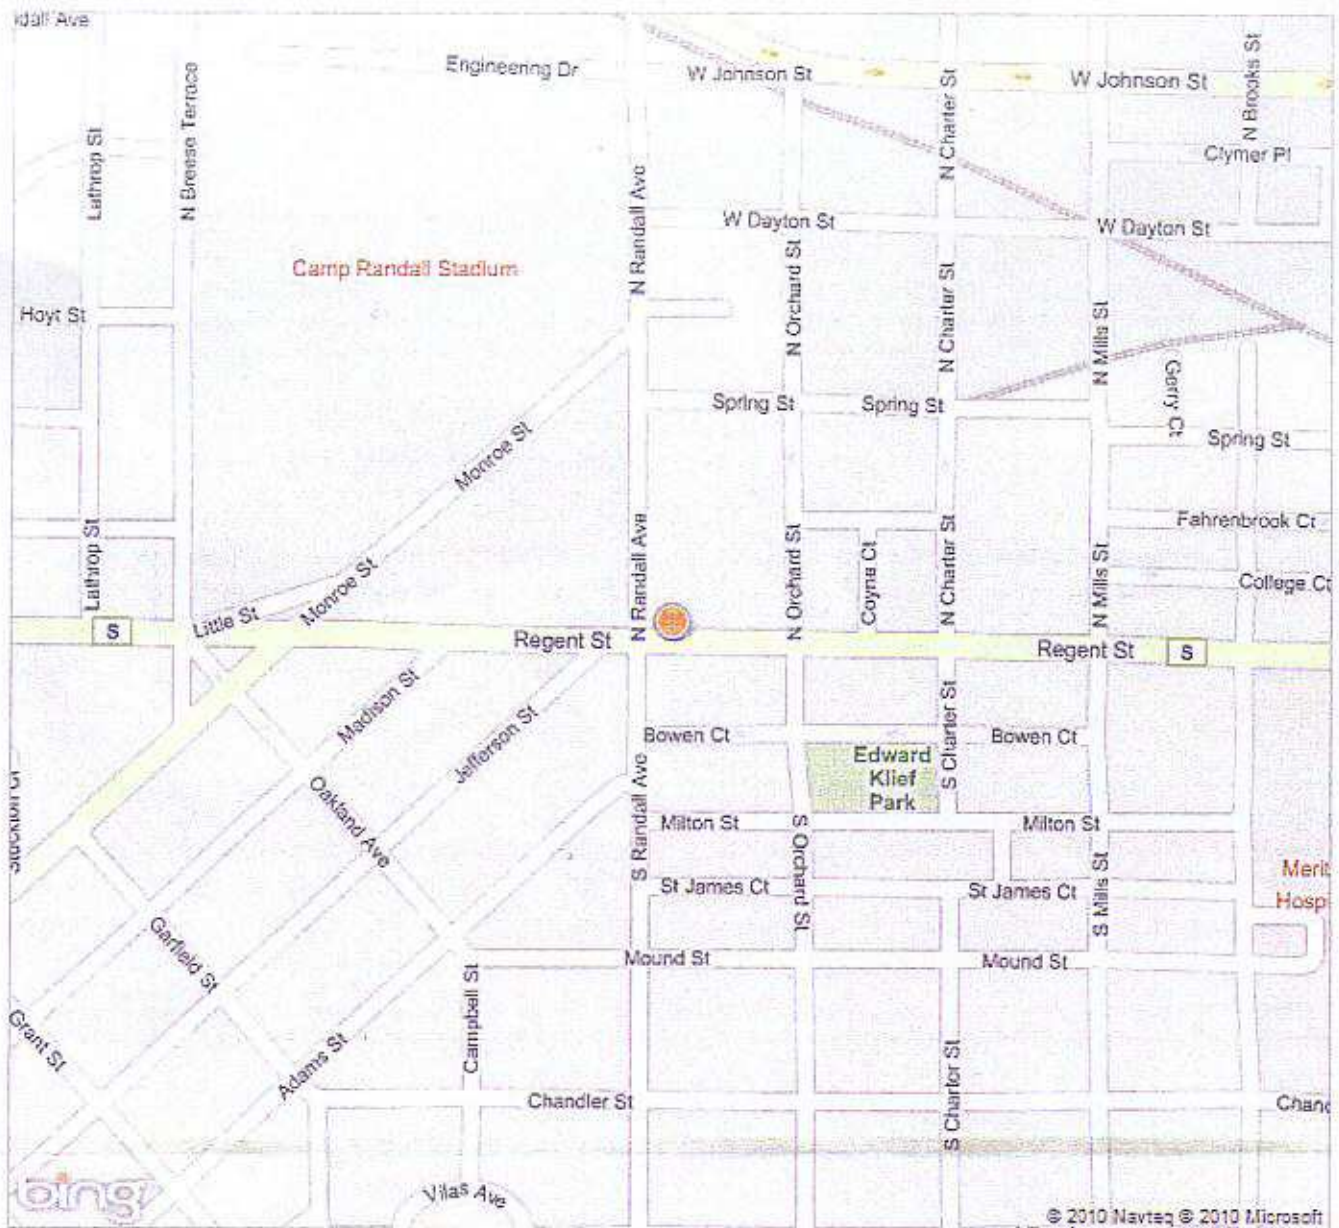 dall Ave
Engineering Dr
W Johnson St
W Johnson St
N Brooks St
Lathrop St
N Breese Terrace
N Charter St
Clymer Pl
N Randall Ave
W Dayton St
W Dayton St
Camp Randall Stadium
N Orchard St
N Charter St
Hoyt St
N Mills St
Gerry Ct
Spring St
Spring St
Spring St
Monroe St
Lathrop St
N Randall Ave
N Orchard St
Coyne Ct
N Charter St
N Mills St
Fahrenbrook Ct
College Ct
Monroe St
Little St
S
Regent St
Regent St
S
Madison St
Jefferson St
Bowen Ct
S Charter St
Bowen Ct
Edward
Klief
Park
Oakland Ave
S Randall Ave
Milton St
S Orchard St
Milton St
S Mills St
St James Ct
St James Ct
Merit
Hosp
Garfield St
Mound St
Mound St
Campbell St
Grant St
Adams St
S Charter St
Chandler St
Chand
Vilas Ave
bing
© 2010 Navteq © 2010 Microsoft